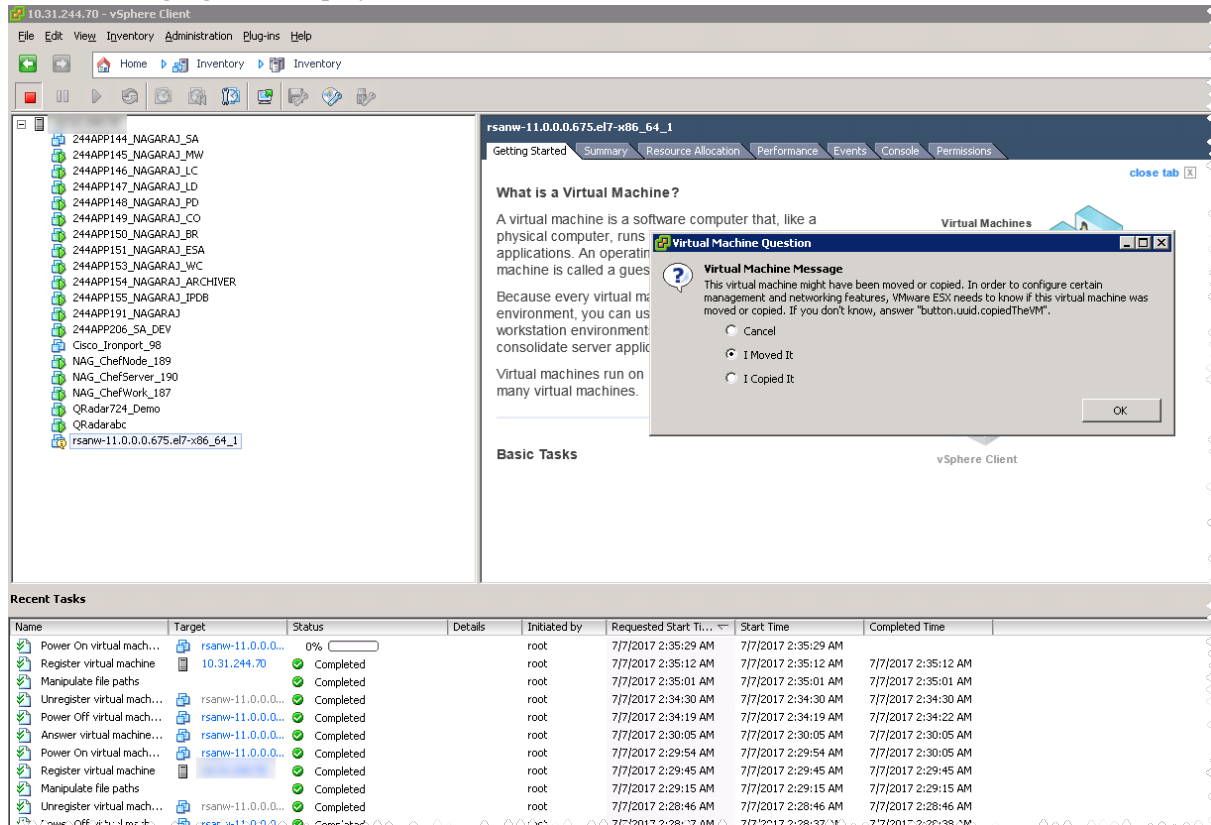 10.31.244.70 - vSphere Client
File Edit View Inventory Administration Plug-ins Help
Home Inventory Inventory
244APP144_NAGARAJ_SA
244APP145_NAGARAJ_MW
244APP146_NAGARAJ_LC
244APP147_NAGARAJ_LD
244APP148_NAGARAJ_PD
244APP149_NAGARAJ_CO
244APP150_NAGARAJ_BR
244APP151_NAGARAJ_ESA
244APP153_NAGARAJ_WC
244APP154_NAGARAJ_ARCHIVER
244APP155_NAGARAJ_IPDB
244APP191_NAGARAJ
244APP206_SA_DEV
Cisco_Ironport_98
NAG_ChefNode_189
NAG_ChefServer_190
NAG_ChefWork_187
QRadar724_Demo
QRadarabc
rsanw-11.0.0.0.675.el7-x86_64_1
rsanw-11.0.0.0.675.el7-x86_64_1
Getting Started Summary Resource Allocation Performance Events Console Permissions
close tab X
What is a Virtual Machine?
A virtual machine is a software computer that, like a
physical computer, runs
applications. An operatin
machine is called a gues
Because every virtual ma
environment, you can us
workstation environment
consolidate server applic
Virtual machines run on
many virtual machines.
Basic Tasks
Virtual Machines
vSphere Client
Virtual Machine Question
Virtual Machine Message
This virtual machine might have been moved or copied. In order to configure certain
management and networking features, VMware ESX needs to know if this virtual machine was
moved or copied. If you don't know, answer "button.uuid.copiedTheVM".
Cancel
I Moved It
I Copied It
OK
Recent Tasks
Name Target Status Details Initiated by Requested Start Ti... Start Time Completed Time
Power On virtual mach... rsanw-11.0.0.0... 0% root 7/7/2017 2:35:29 AM 7/7/2017 2:35:29 AM
Register virtual machine 10.31.244.70 Completed root 7/7/2017 2:35:12 AM 7/7/2017 2:35:12 AM 7/7/2017 2:35:12 AM
Manipulate file paths Completed root 7/7/2017 2:35:01 AM 7/7/2017 2:35:01 AM 7/7/2017 2:35:01 AM
Unregister virtual mach... rsanw-11.0.0.0... Completed root 7/7/2017 2:34:30 AM 7/7/2017 2:34:30 AM 7/7/2017 2:34:30 AM
Power Off virtual mach... rsanw-11.0.0.0... Completed root 7/7/2017 2:34:19 AM 7/7/2017 2:34:19 AM 7/7/2017 2:34:22 AM
Answer virtual machine... rsanw-11.0.0.0... Completed root 7/7/2017 2:30:05 AM 7/7/2017 2:30:05 AM 7/7/2017 2:30:05 AM
Power On virtual mach... rsanw-11.0.0.0... Completed root 7/7/2017 2:29:54 AM 7/7/2017 2:29:54 AM 7/7/2017 2:30:05 AM
Register virtual machine Completed root 7/7/2017 2:29:45 AM 7/7/2017 2:29:45 AM 7/7/2017 2:29:45 AM
Manipulate file paths Completed root 7/7/2017 2:29:15 AM 7/7/2017 2:29:15 AM 7/7/2017 2:29:15 AM
Unregister virtual mach... rsanw-11.0.0.0... Completed root 7/7/2017 2:28:46 AM 7/7/2017 2:28:46 AM 7/7/2017 2:28:46 AM